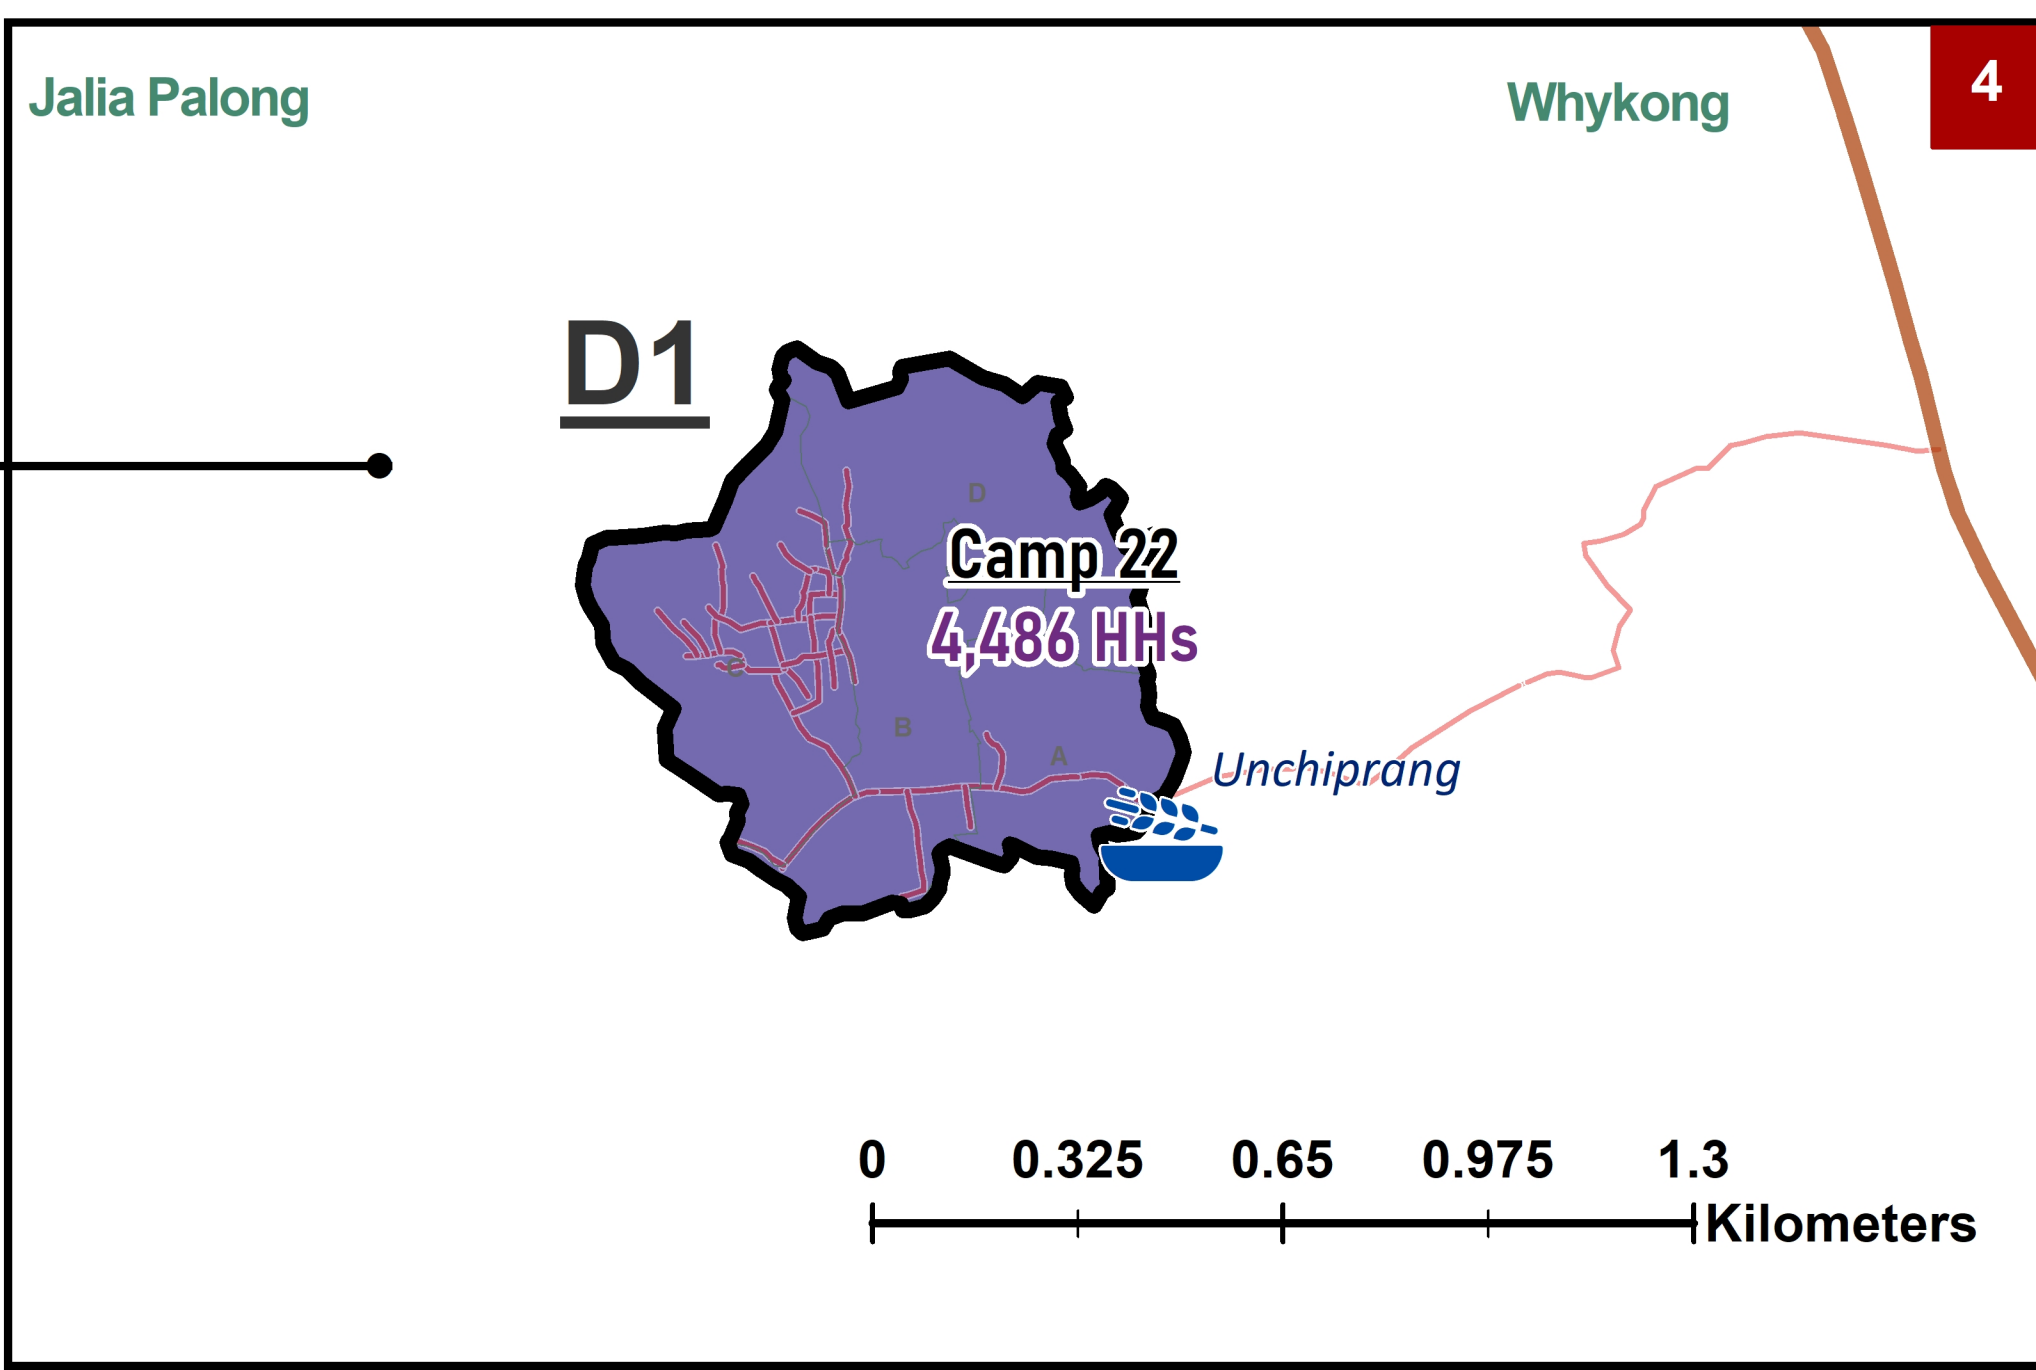 Jalia Palong
Whykong
4
D1
D
Camp 22
4,486 HHs
C
B
A
Unchiprang
0 0.325 0.65 0.975 1.3
Kilometers